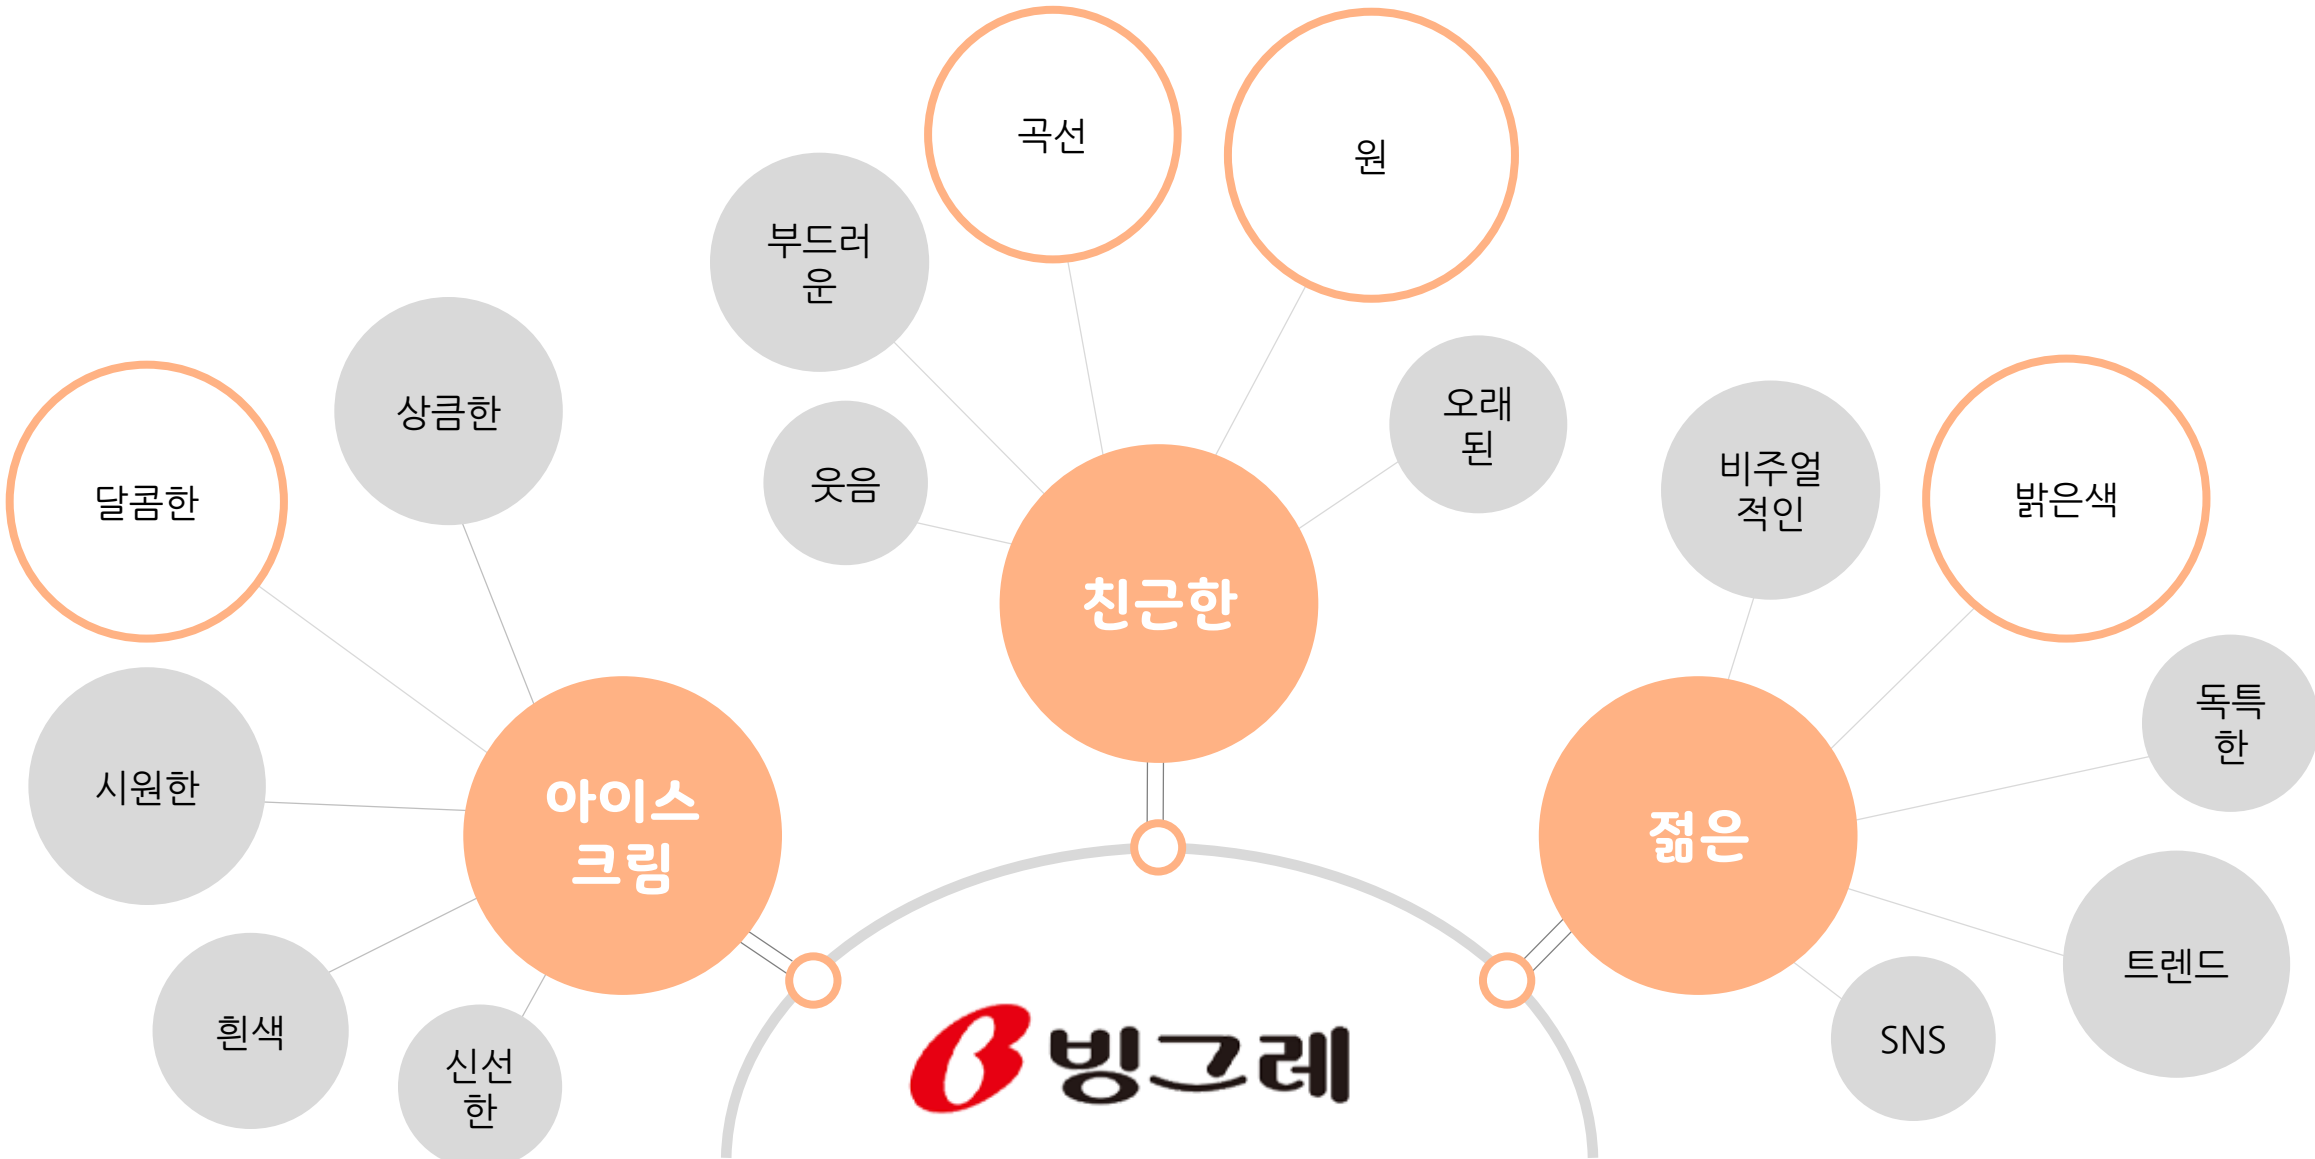 곡선
원
부드러
운
상큼한
오래
된
비주얼
적인
밝은색
달콤한
웃음
친근한
독특
한
시원한
아이스
크림
젊은
트렌드
흰색
신선
한
SNS
빙그레